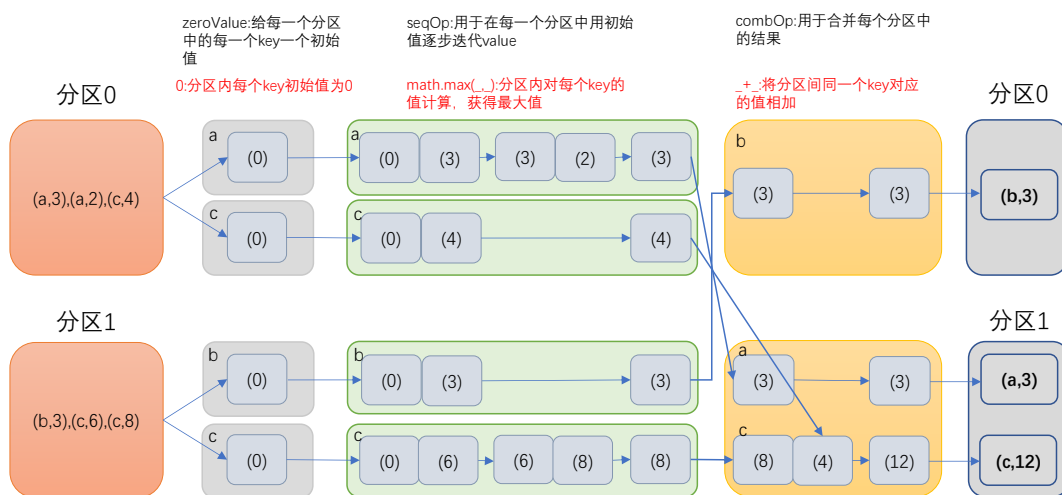 zeroValue:给每一个分区
中的每一个key一个初始
值
0:分区内每个key初始值为0
seqOp:用于在每一个分区中用初始
值逐步迭代value
math.max(_,_):分区内对每个key的
值计算，获得最大值
combOp:用于合并每个分区中
的结果
_+_:将分区间同一个key对应
的值相加
分区0
(a,3),(a,2),(c,4)
a
(0)
c
(0)
a
(0) (3) (3) (2) (3)
c
(0) (4) (4)
b
(3) (3)
分区0
(b,3)
分区1
(b,3),(c,6),(c,8)
b
(0)
c
(0)
b
(0) (3) (3)
c
(0) (6) (6) (8) (8)
a
(3) (3)
c
(8) (4) (12)
分区1
(a,3)
(c,12)